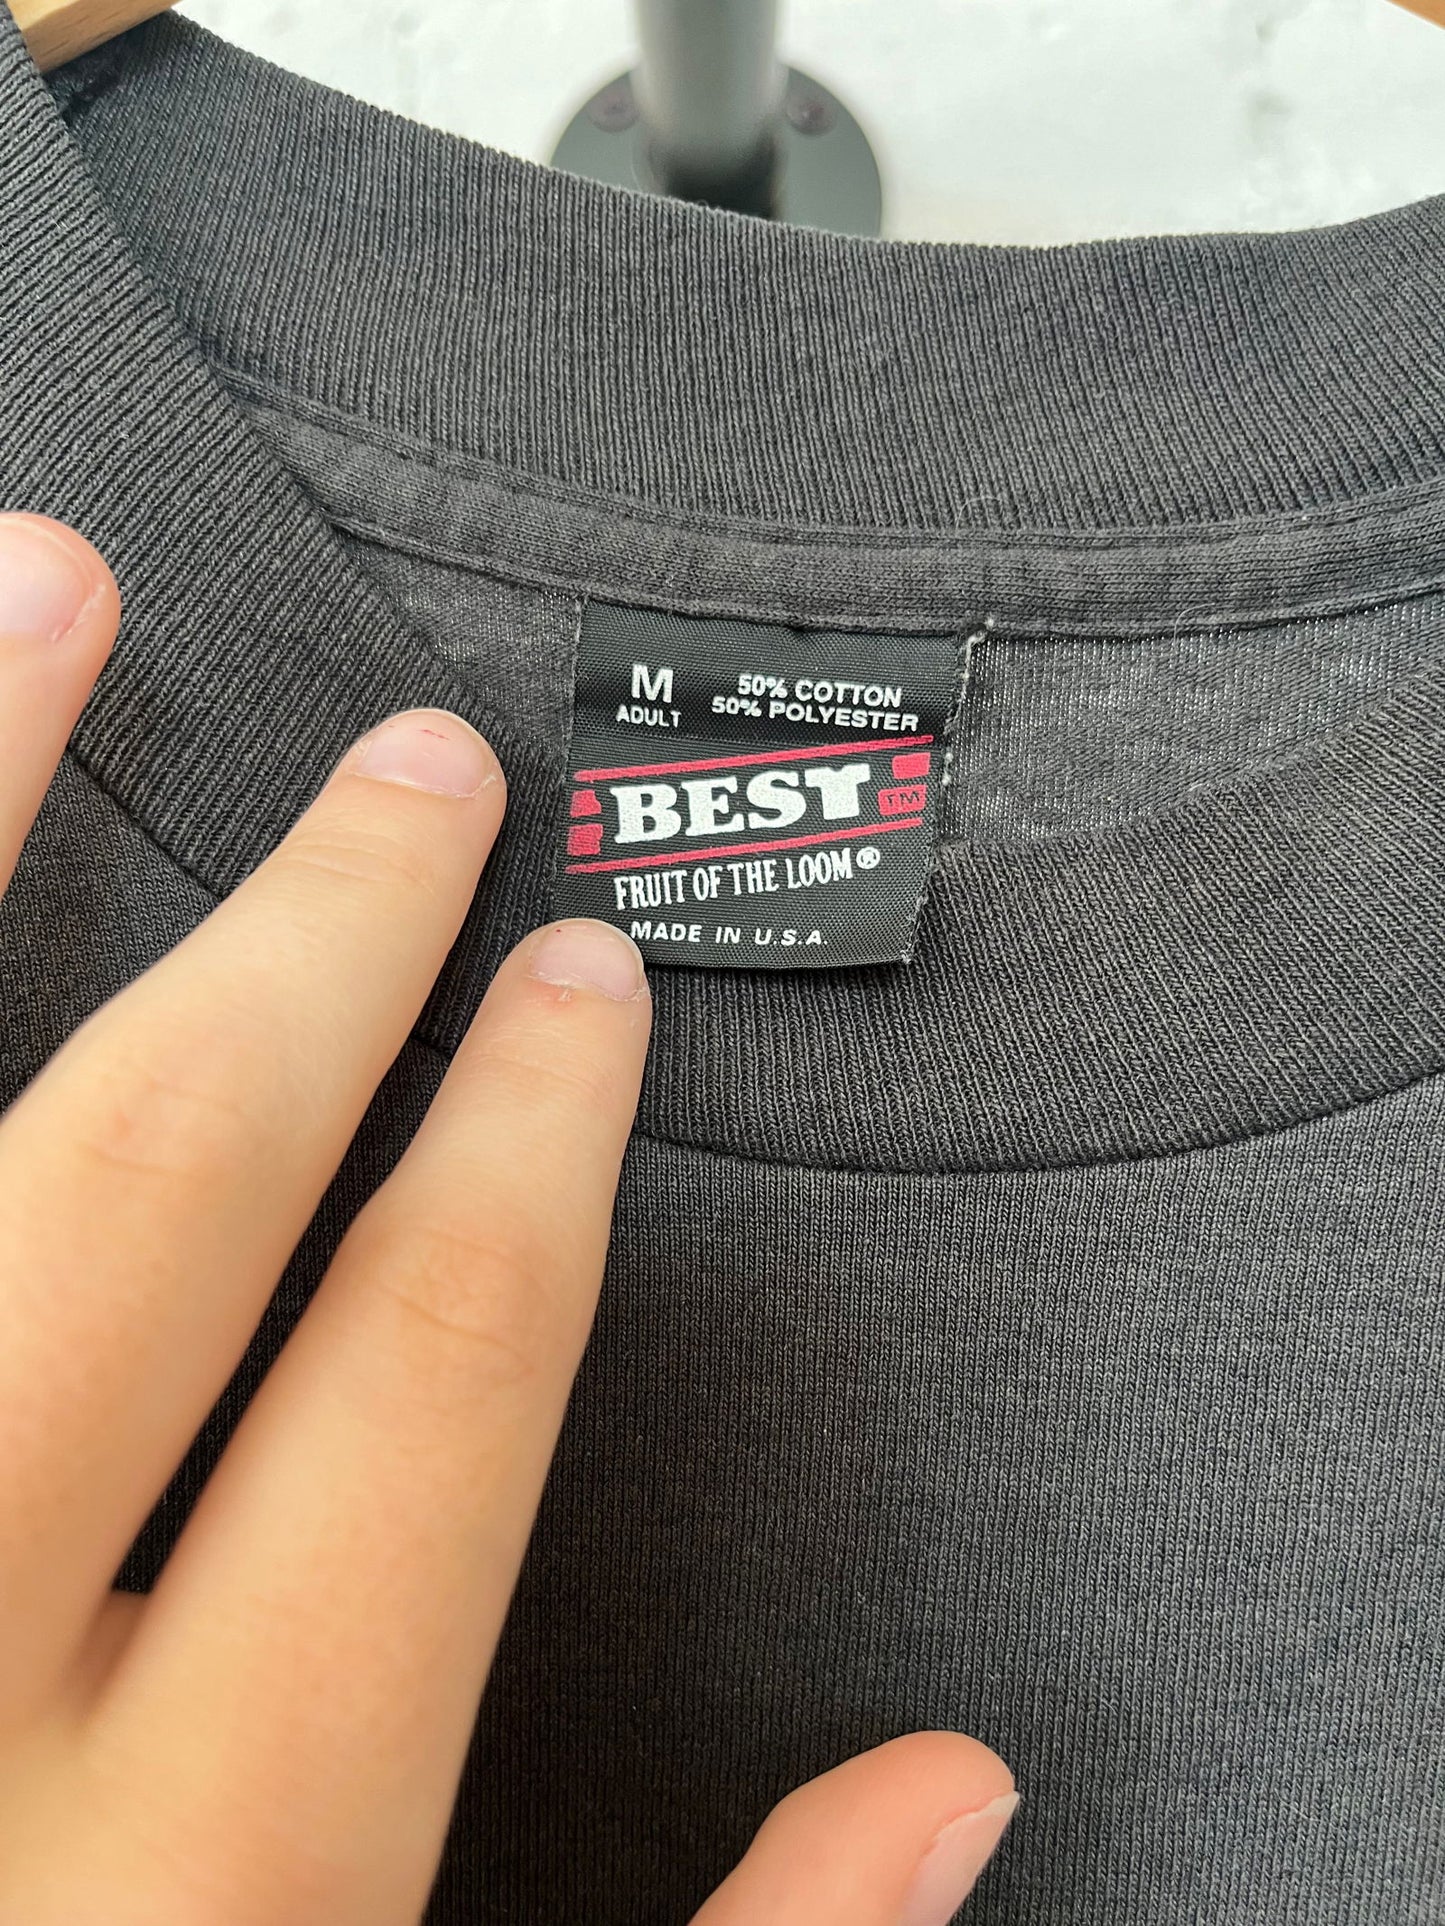 M
ADULT
50% COTTON
50% POLYESTER
BEST
TM
FRUIT OF THE LOOM®
MADE IN U.S.A.